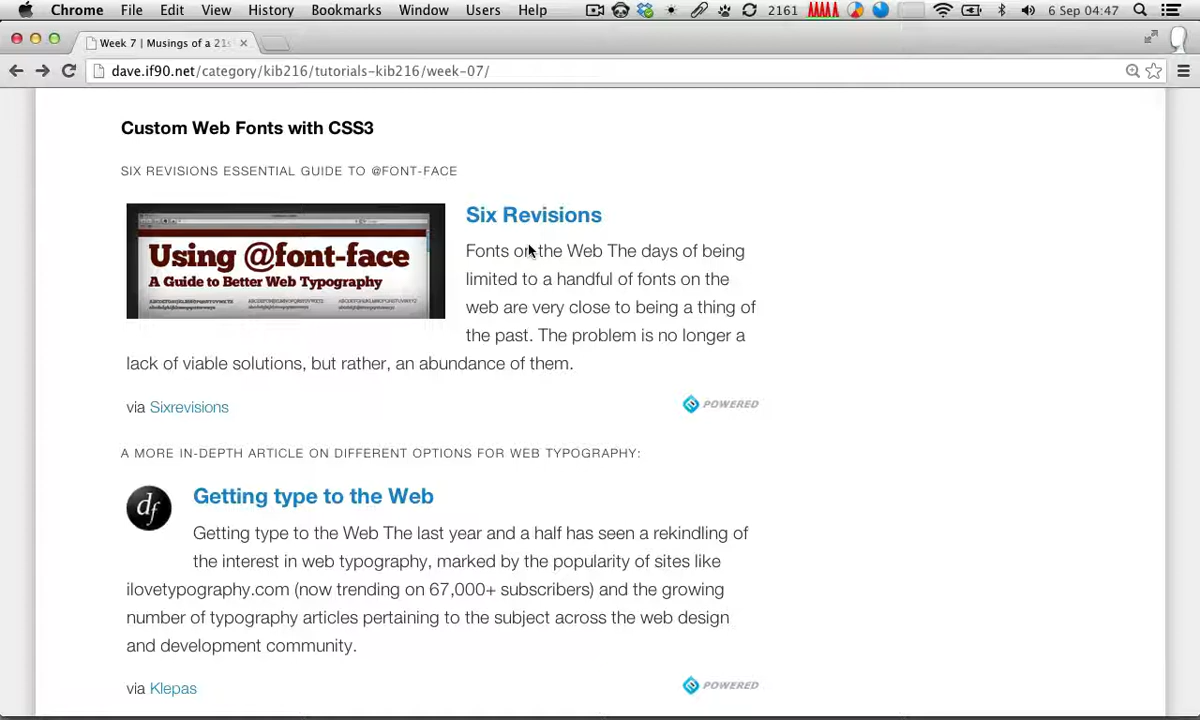 Chrome File Edit View History Bookmarks Window Users Help 2161 6 Sep 04:47
Week 7 | Musings of a 21s
dave.if90.net/category/kib216/tutorials-kib216/week-07/
Custom Web Fonts with CSS3
SIX REVISIONS ESSENTIAL GUIDE TO @FONT-FACE
Using @font-face
A Guide to Better Web Typography
Six Revisions
Fonts on the Web The days of being
limited to a handful of fonts on the
web are very close to being a thing of
the past. The problem is no longer a
lack of viable solutions, but rather, an abundance of them.
via Sixrevisions
POWERED
A MORE IN-DEPTH ARTICLE ON DIFFERENT OPTIONS FOR WEB TYPOGRAPHY:
df
Getting type to the Web
Getting type to the Web The last year and a half has seen a rekindling of
the interest in web typography, marked by the popularity of sites like
ilovetypography.com (now trending on 67,000+ subscribers) and the growing
number of typography articles pertaining to the subject across the web design
and development community.
via Klepas
POWERED